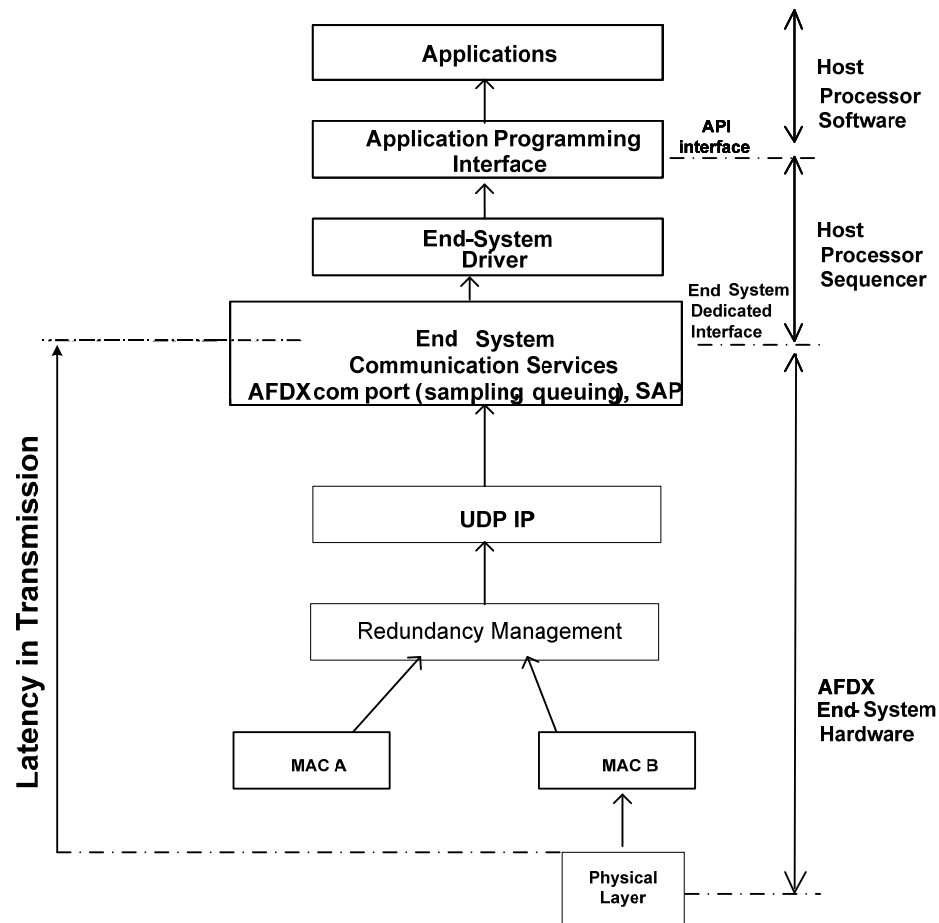 Applications
Host
Processor
Software
API
interface
Application Programming
Interface
End-System
Driver
Host
Processor
Sequencer
End System
Dedicated
Interface
End System
Communication Services
AFDX com port (sampling, queuing), SAP
UDP IP
Redundancy Management
Latency in Transmission
AFDX
End-System
Hardware
MAC A
MAC B
Physical
Layer